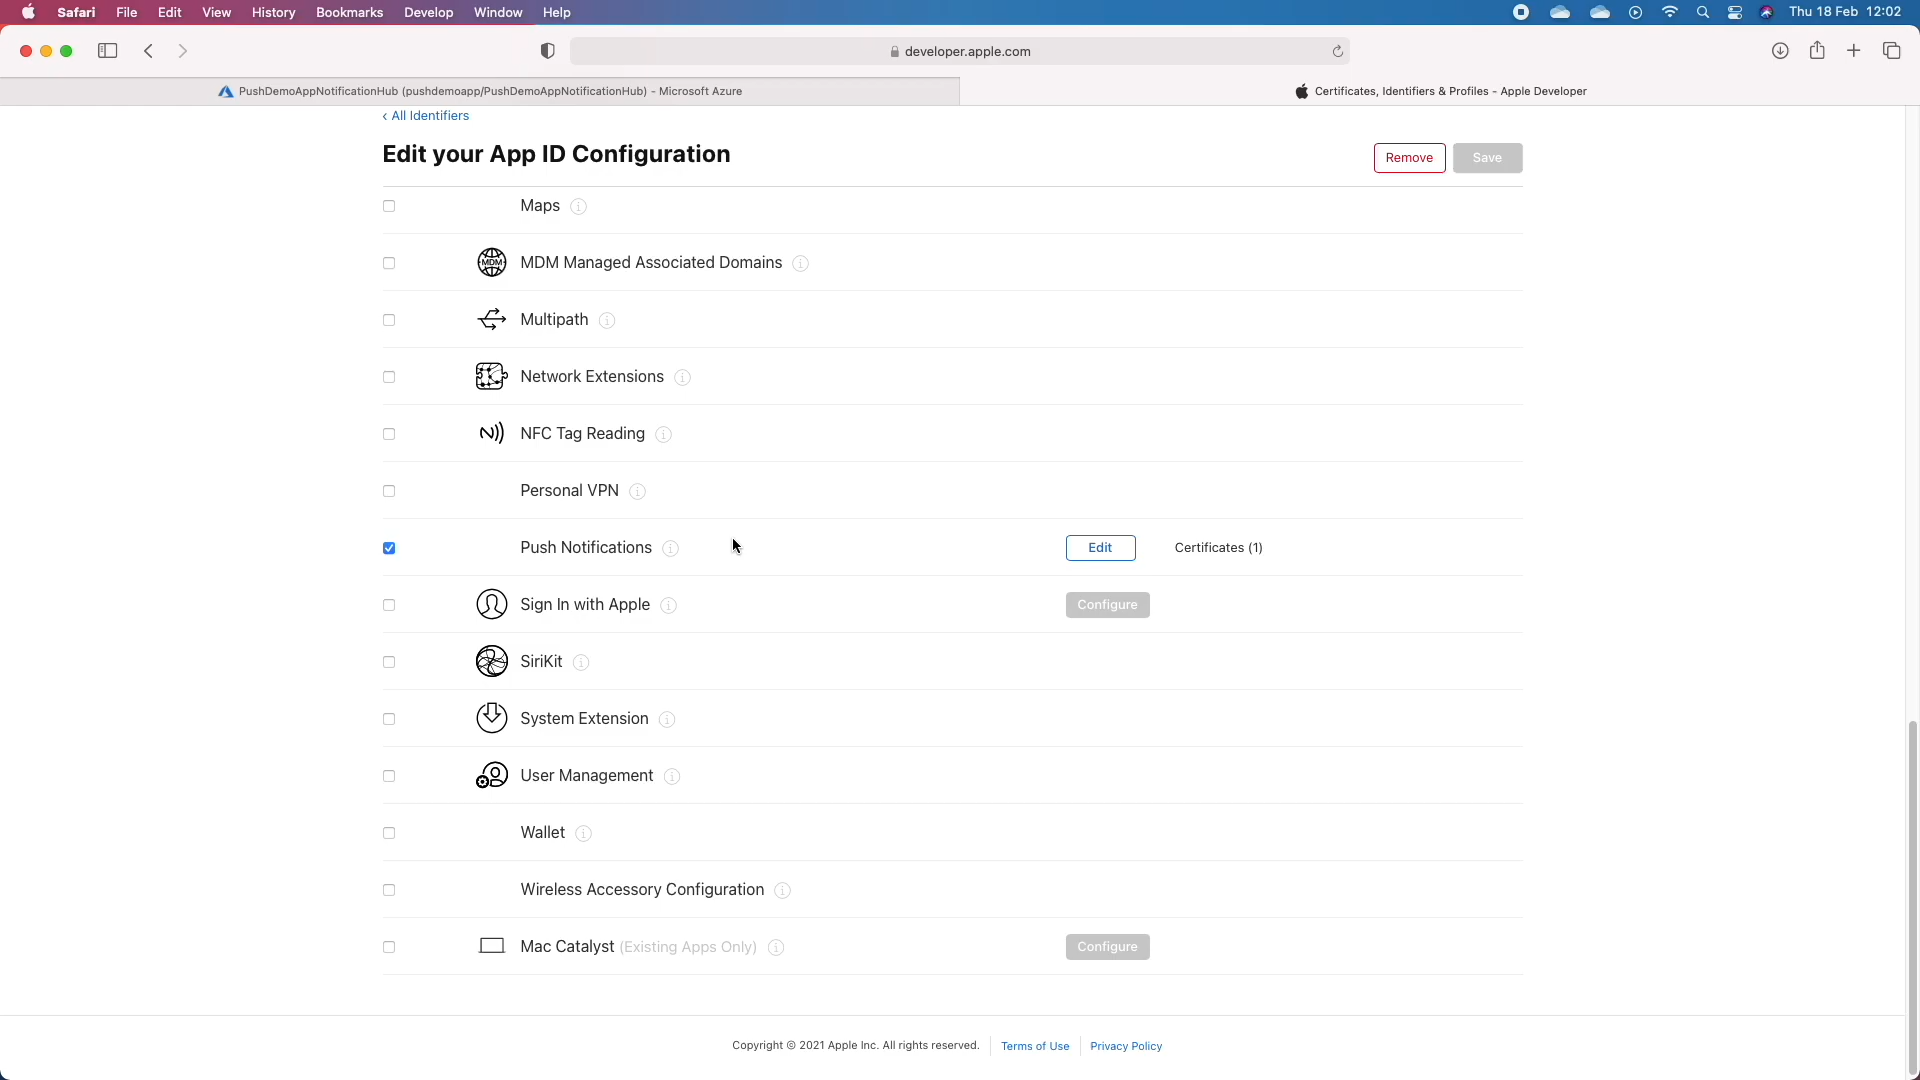 Safari File Edit View History Bookmarks Develop Window Help Thu 18 Feb 12:02
developer.apple.com
PushDemoAppNotificationHub (pushdemoapp/PushDemoAppNotificationHub) - Microsoft Azure
Certificates, Identifiers & Profiles - Apple Developer
‹ All Identifiers
Edit your App ID Configuration
Remove Save
Maps
MDM MDM Managed Associated Domains
Multipath
Network Extensions
NFC Tag Reading
Personal VPN
Push Notifications Edit Certificates (1)
Sign In with Apple Configure
SiriKit
System Extension
User Management
Wallet
Wireless Accessory Configuration
Mac Catalyst (Existing Apps Only) Configure
Copyright © 2021 Apple Inc. All rights reserved. Terms of Use Privacy Policy